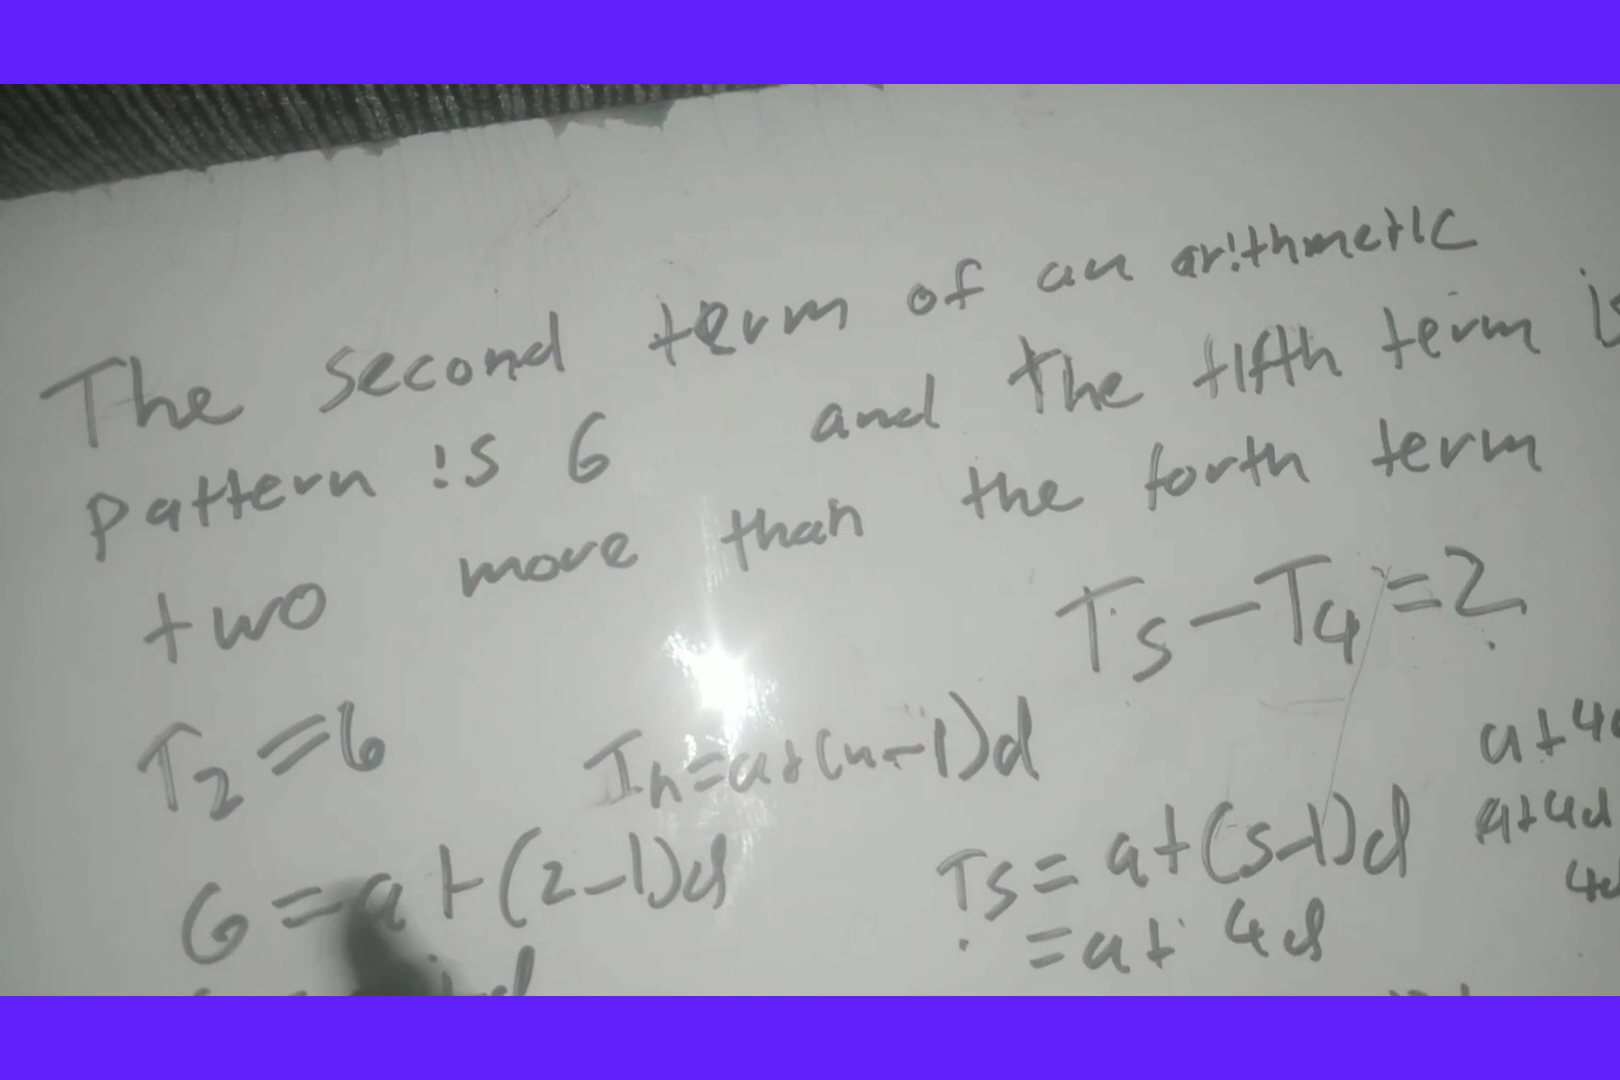 The second term of an arithmetic
pattern is 6 and the fifth term is
two more than the forth term
T5-T4=2
T2=6 Tn=a+(n-1)d
a+4d
6=a+(2-1)d T5=a+(5-1)d a+4d
=a+4d